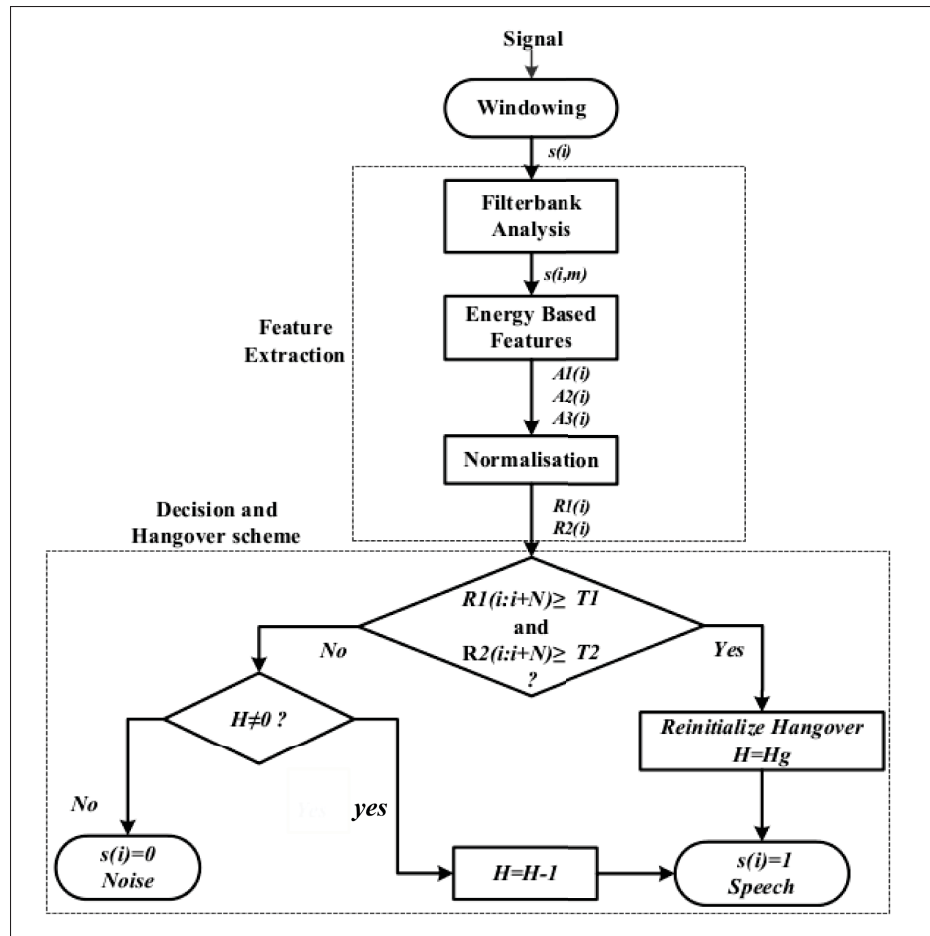 Signal
Windowing
s(i)
Filterbank
Analysis
s(i,m)
Energy Based
Features
Feature
Extraction
A1(i)
A2(i)
A3(i)
Normalisation
R1(i)
R2(i)
Decision and
Hangover scheme
R1(i:i+N)≥ T1
and
R2(i:i+N)≥ T2
?
No
Yes
H≠0 ?
Reinitialize Hangover
H=Hg
No
yes
s(i)=0
Noise
H=H-1
s(i)=1
Speech